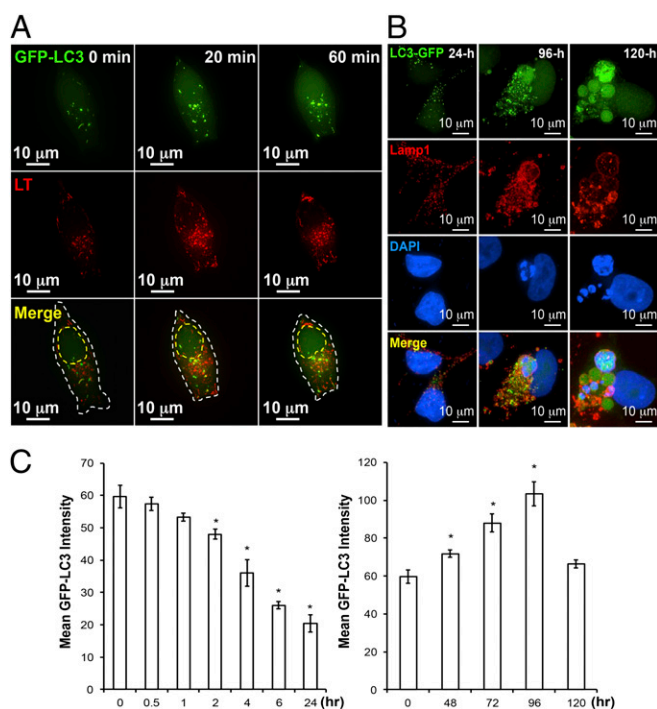 A
GFP-LC3 0 min 20 min 60 min
10 µm 10 µm 10 µm
LT
10 µm 10 µm 10 µm
Merge
10 µm 10 µm 10 µm
B
LC3-GFP 24-h 96-h 120-h
10 µm 10 µm 10 µm
Lamp1
10 µm 10 µm 10 µm
DAPI
10 µm 10 µm 10 µm
Merge
10 µm 10 µm 10 µm
C
Mean GFP-LC3 Intensity
70
60
50
40
30
20
10
0
* * * *
0 0.5 1 2 4 6 24 (hr)
Mean GFP-LC3 Intensity
120
100
80
60
40
20
0
* * *
0 48 72 96 120 (hr)